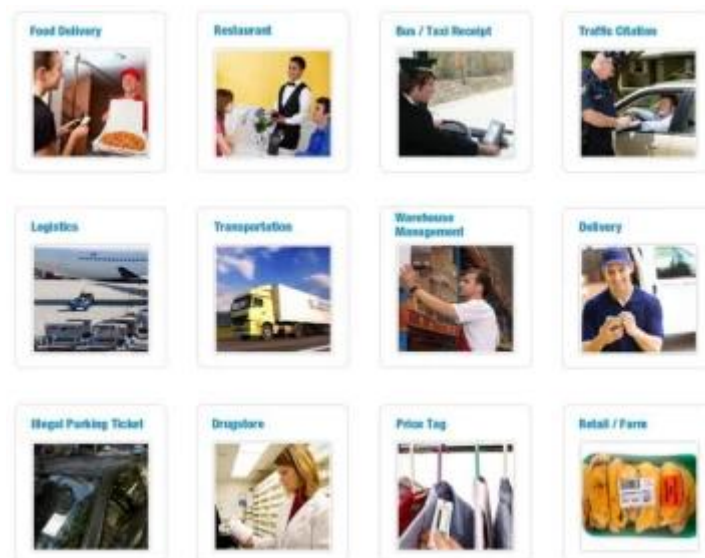 Food Delivery
Restaurant
Bus / Taxi Receipt
Traffic Citation
Logistics
Transportation
Warehouse
Management
Delivery
Illegal Parking Ticket
Drugstore
Price Tag
Retail / Farm